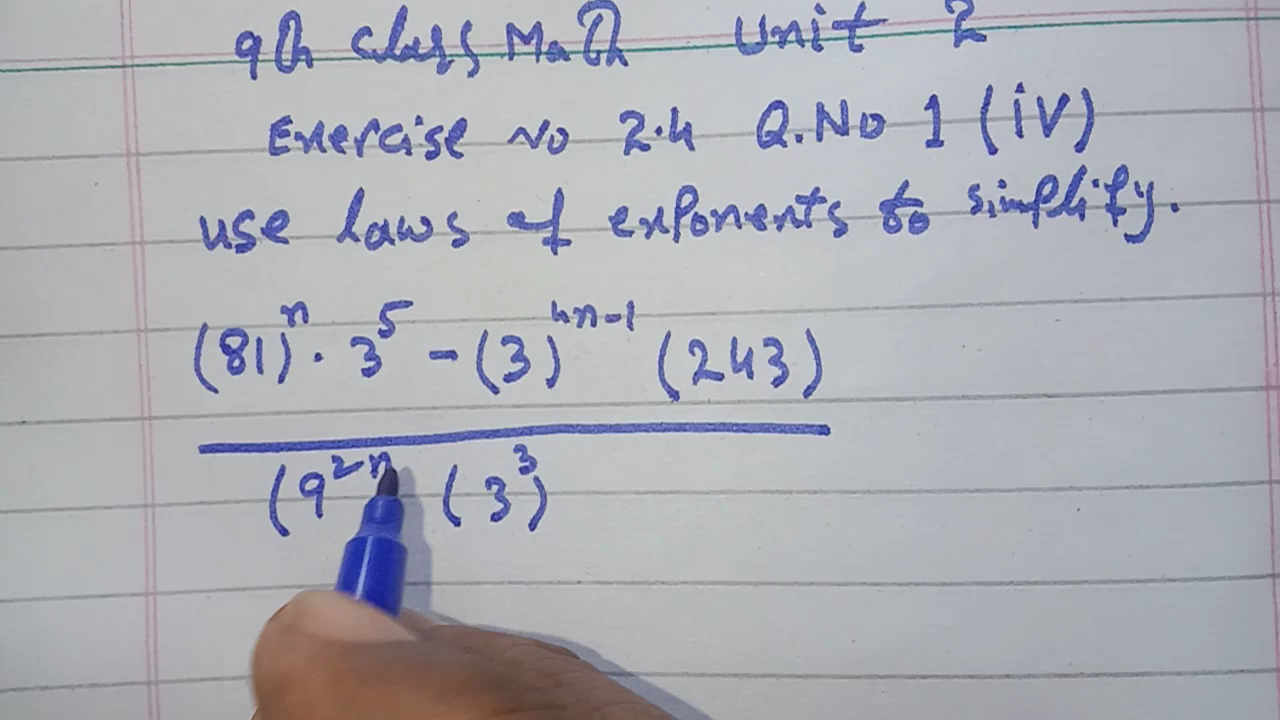 9th class Math Unit 2
Exercise No 2.4 Q.No 1 (iv)
use laws of exponents to simplify.
(81)^n · 3^5 - (3)^{4n-1} (243)
(9^{2n} (3^3)